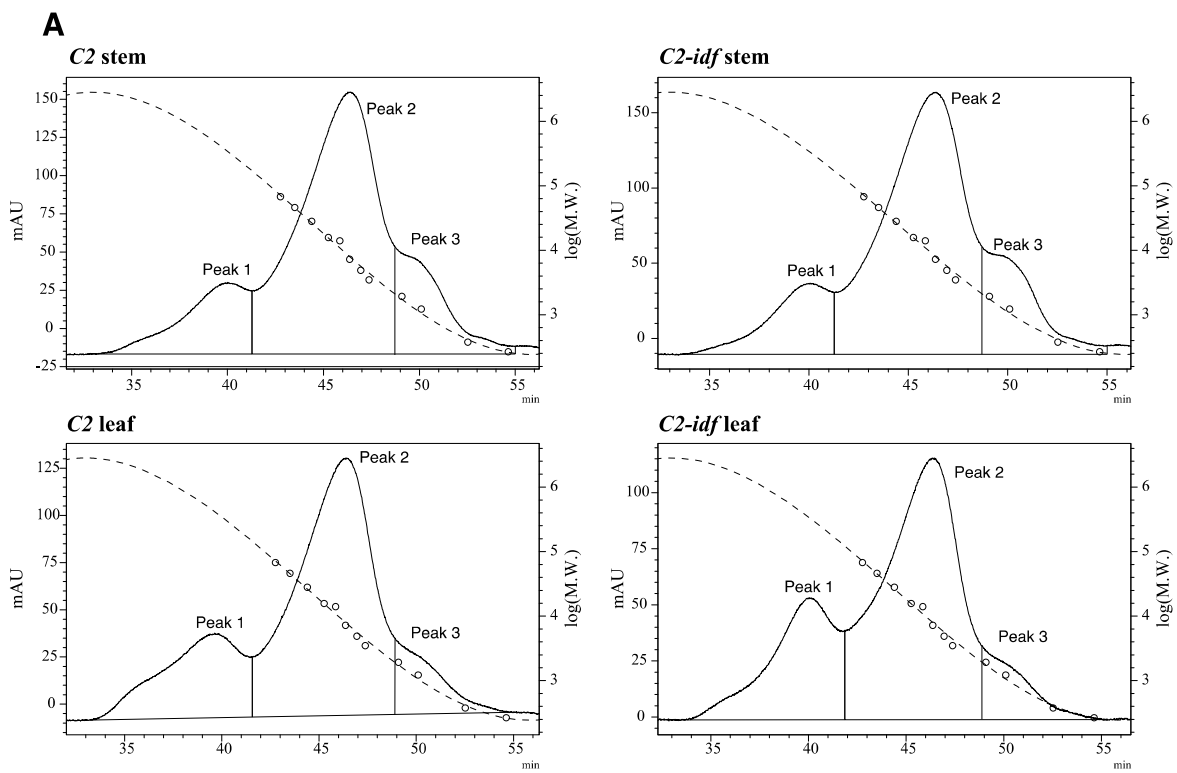 A
C2 stem
150
125
100
75
50
25
0
-25
mAU
Peak 1
Peak 2
Peak 3
6
5
4
3
log(M.W.)
35 40 45 50 55
min
C2-idf stem
150
100
50
0
mAU
Peak 1
Peak 2
Peak 3
6
5
4
3
log(M.W.)
35 40 45 50 55
min
C2 leaf
125
100
75
50
25
0
mAU
Peak 1
Peak 2
Peak 3
6
5
4
3
log(M.W.)
35 40 45 50 55
min
C2-idf leaf
100
75
50
25
0
mAU
Peak 1
Peak 2
Peak 3
6
5
4
3
log(M.W.)
35 40 45 50 55
min